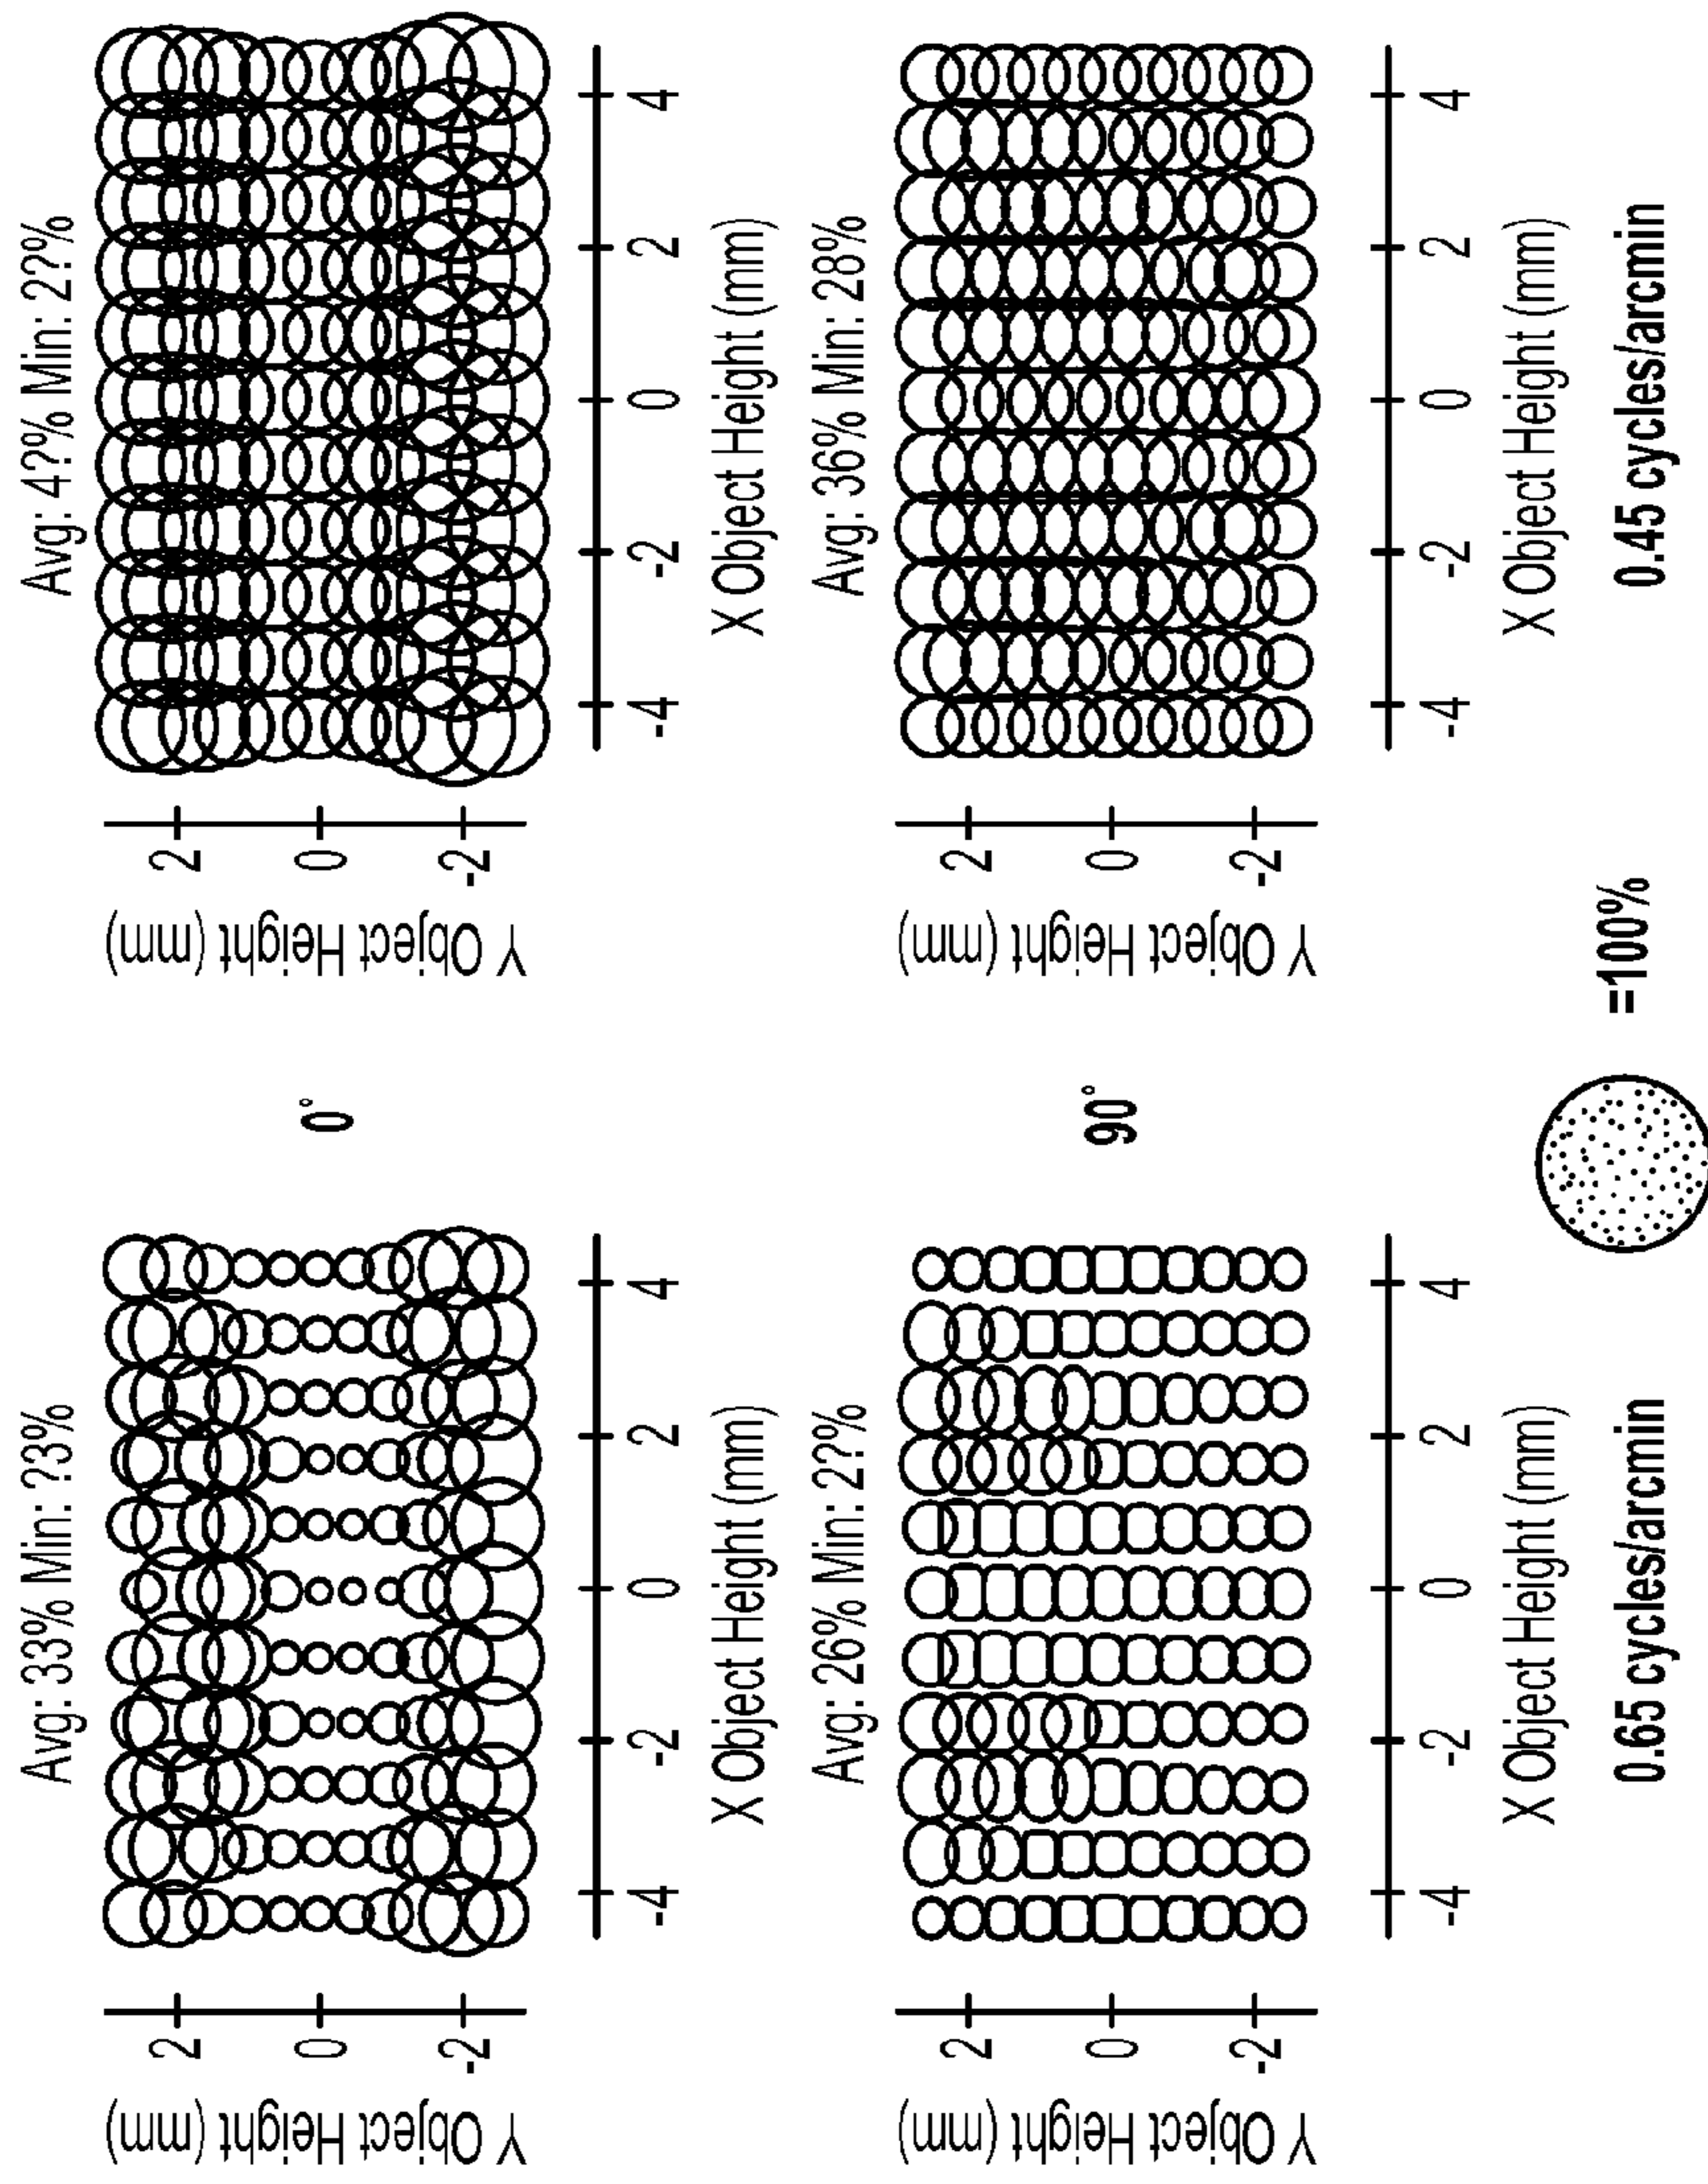 Avg: 33% Min: ?3%
Y Object Height (mm)
2
0
-2
-4 -2 0 2 4
X Object Height (mm)
0°
Avg: 4?% Min: 2?%
Y Object Height (mm)
2
0
-2
-4 -2 0 2 4
X Object Height (mm)
Avg: 26% Min: 2?%
Y Object Height (mm)
2
0
-2
-4 -2 0 2 4
X Object Height (mm)
90°
Avg: 36% Min: 28%
Y Object Height (mm)
2
0
-2
-4 -2 0 2 4
X Object Height (mm)
0.65 cycles/arcmin
=100%
0.45 cycles/arcmin